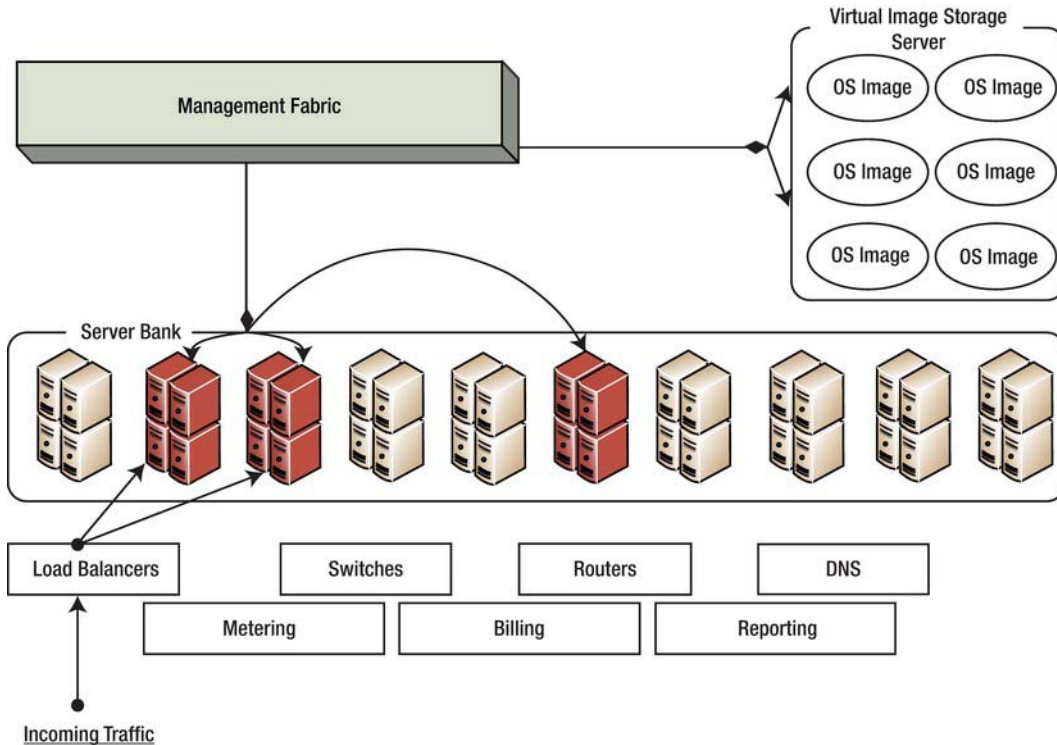 Virtual Image Storage
Server
Management Fabric
OS Image
OS Image
OS Image
OS Image
OS Image
OS Image
Server Bank
Load Balancers
Switches
Routers
DNS
Metering
Billing
Reporting
Incoming Traffic